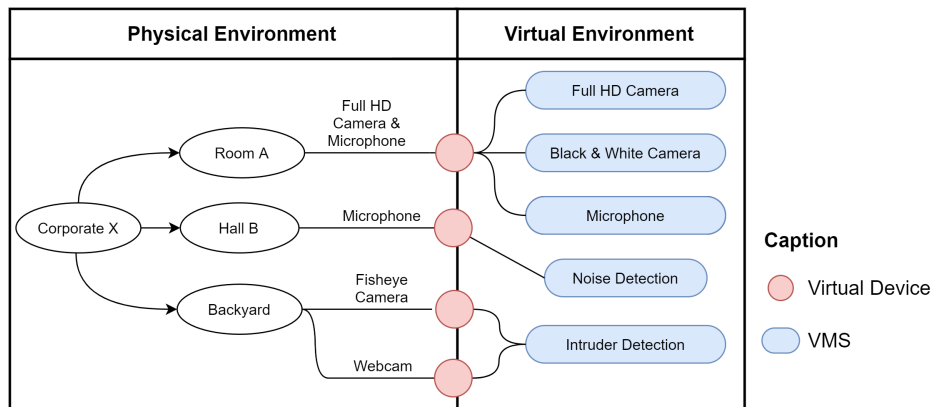 Physical Environment
Virtual Environment
Full HD
Camera &
Microphone
Full HD Camera
Room A
Black & White Camera
Microphone
Corporate X
Hall B
Microphone
Noise Detection
Fisheye
Camera
Backyard
Intruder Detection
Webcam
Caption
Virtual Device
VMS